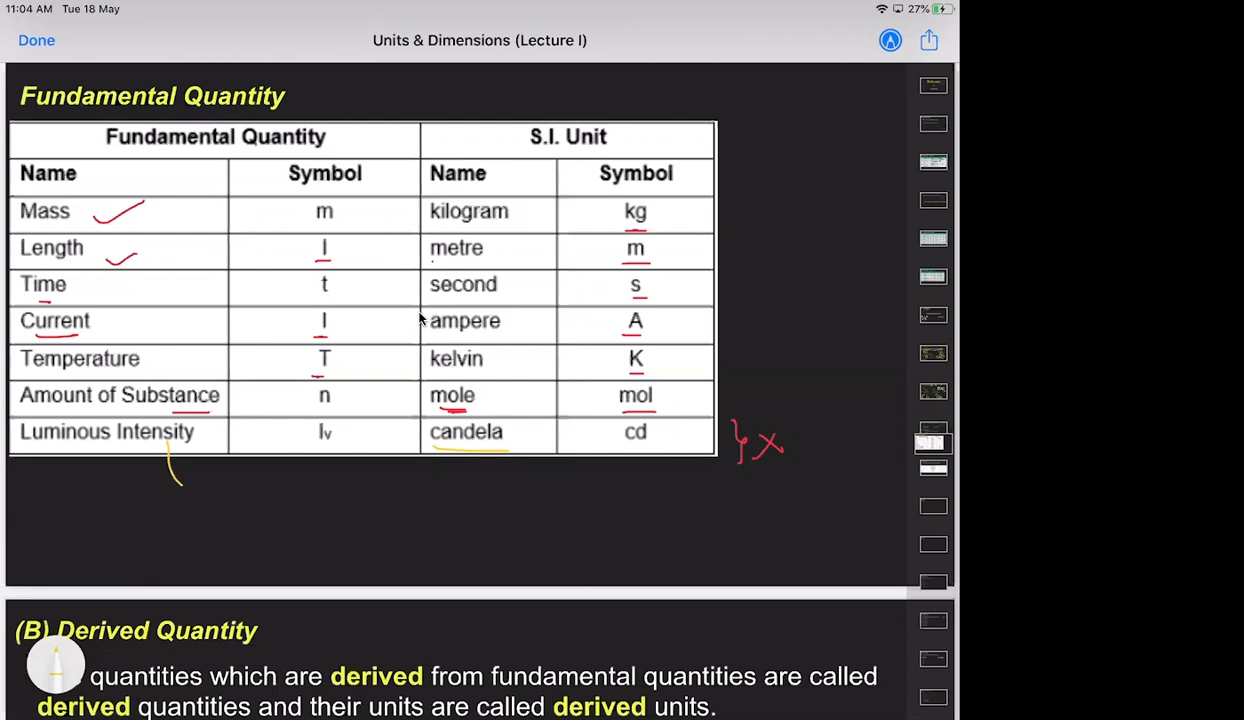 11:04 AM Tue 18 May 27%
Done Units & Dimensions (Lecture I)
Fundamental Quantity
Fundamental Quantity S.I. Unit
Name Symbol Name Symbol
Mass m kilogram kg
Length l metre m
Time t second s
Current I ampere A
Temperature T kelvin K
Amount of Substance n mole mol
Luminous Intensity Iv candela cd
(B) Derived Quantity
quantities which are derived from fundamental quantities are called
derived quantities and their units are called derived units.